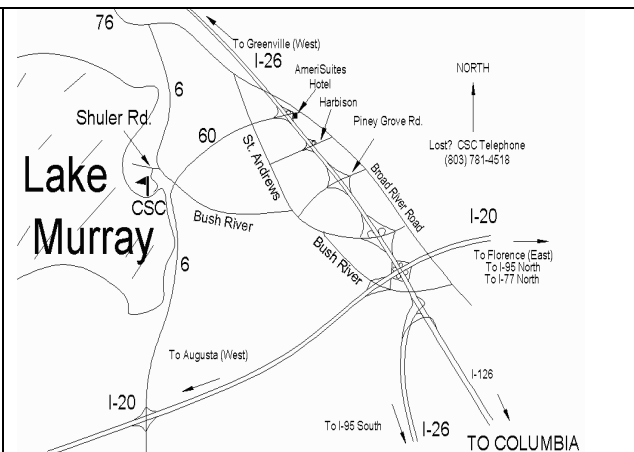 76
To Greenville (West)
I-26
6
AmeriSuites
Hotel
Harbison
Piney Grove Rd.
NORTH
Lost? CSC Telephone
(803) 781-4518
Shuler Rd.
60
St. Andrews
Broad River Road
Lake
Murray
CSC
Bush River
Bush River
I-20
To Florence (East)
To I-95 North
To I-77 North
6
To Augusta (West)
I-20
I-126
To I-95 South
I-26
TO COLUMBIA